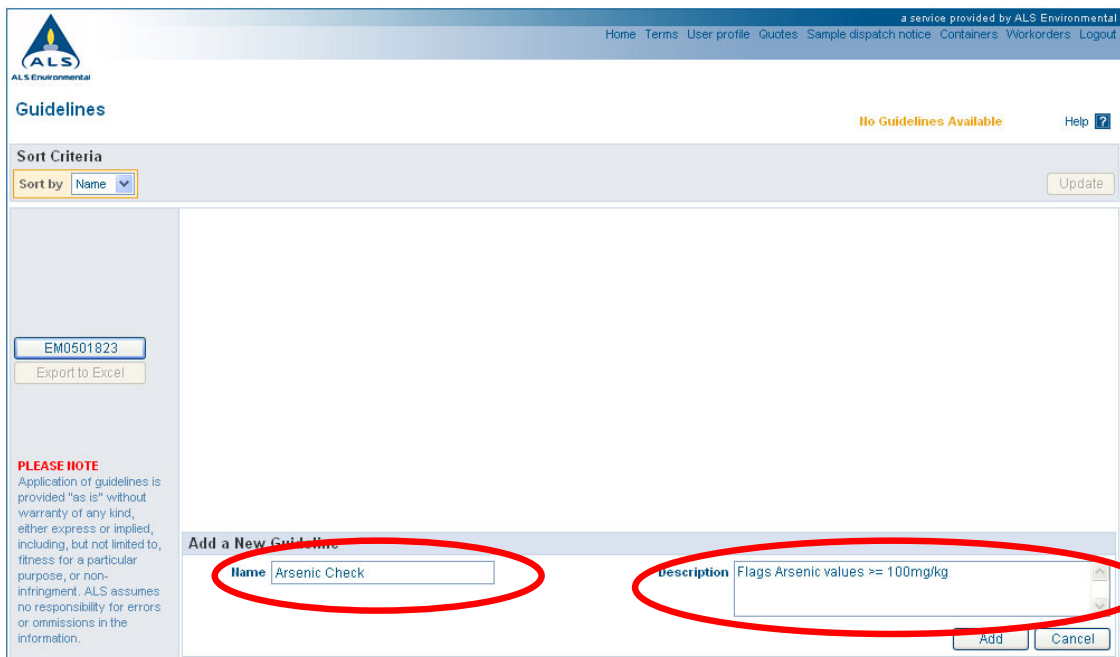 a service provided by ALS Environmental
Home Terms User profile Quotes Sample dispatch notice Containers Workorders Logout
(ALS)
ALS Environmental
Guidelines
No Guidelines Available
Help ?
Sort Criteria
Sort by Name
Update
EM0501823
Export to Excel
PLEASE NOTE
Application of guidelines is
provided "as is" without
warranty of any kind,
either express or implied,
including, but not limited to,
fitness for a particular
purpose, or non-
infringment. ALS assumes
no responsibility for errors
or ommissions in the
information.
Add a New Guideline
Name Arsenic Check
Description Flags Arsenic values >= 100mg/kg
Add Cancel